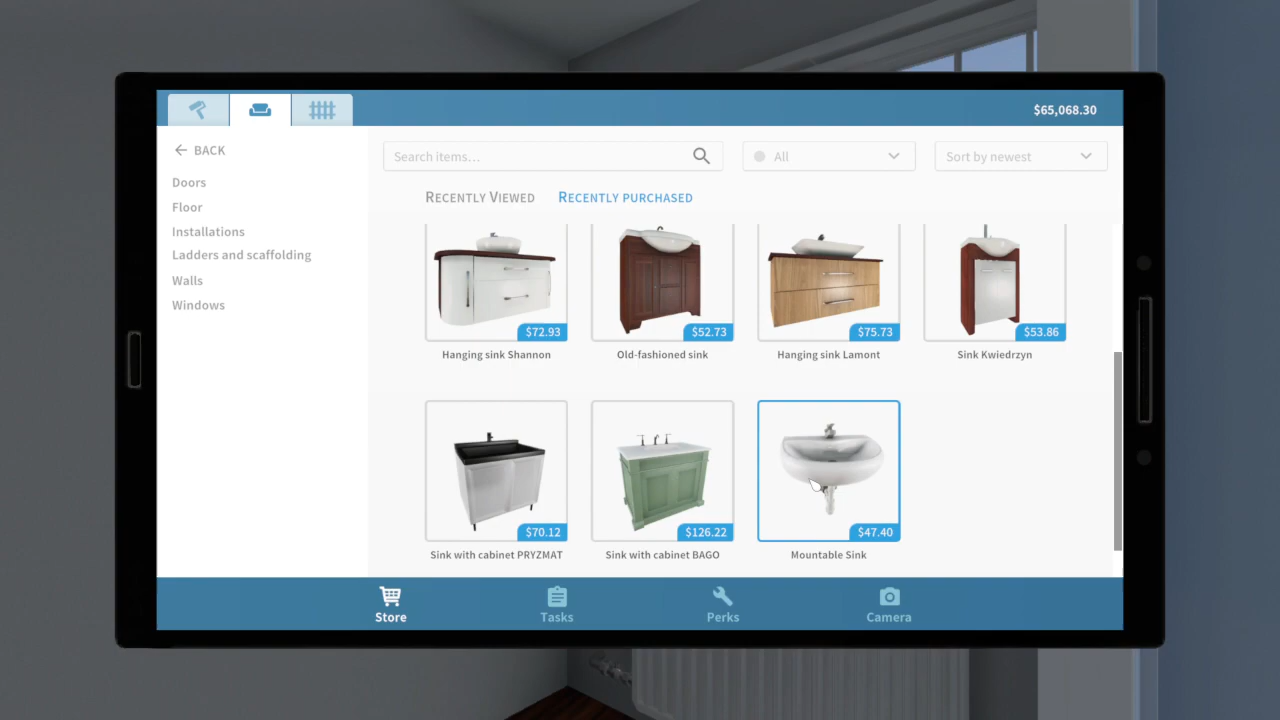 $65,068.30
BACK
Doors
Floor
Installations
Ladders and scaffolding
Walls
Windows
Search items...
All
Sort by newest
RECENTLY VIEWED
RECENTLY PURCHASED
$72.93
$52.73
$75.73
$53.86
Hanging sink Shannon
Old-fashioned sink
Hanging sink Lamont
Sink Kwiedrzyn
$70.12
$126.22
$47.40
Sink with cabinet PRYZMAT
Sink with cabinet BAGO
Mountable Sink
Store
Tasks
Perks
Camera